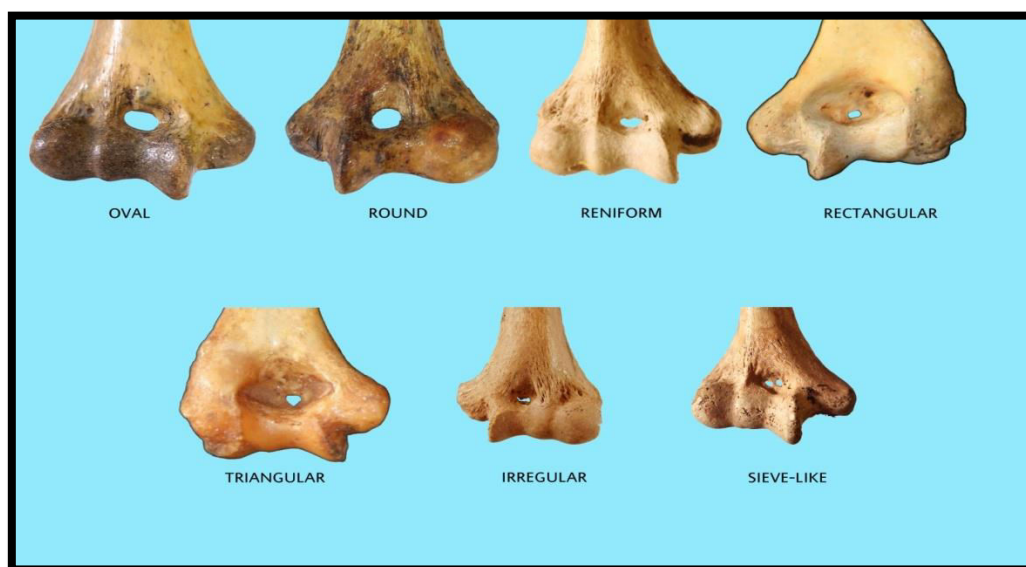 OVAL
ROUND
RENIFORM
RECTANGULAR
TRIANGULAR
IRREGULAR
SIEVE-LIKE